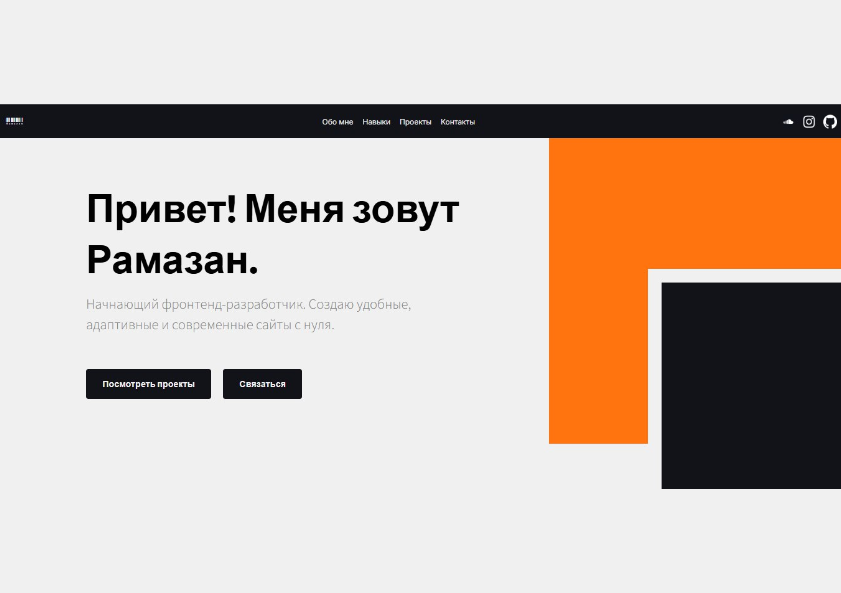 Обо мне Навыки Проекты Контакты
Привет! Меня зовут
Рамазан.
Начнающий фронтенд-разработчик. Создаю удобные,
адаптивные и современные сайты с нуля.
Посмотреть проекты Связаться